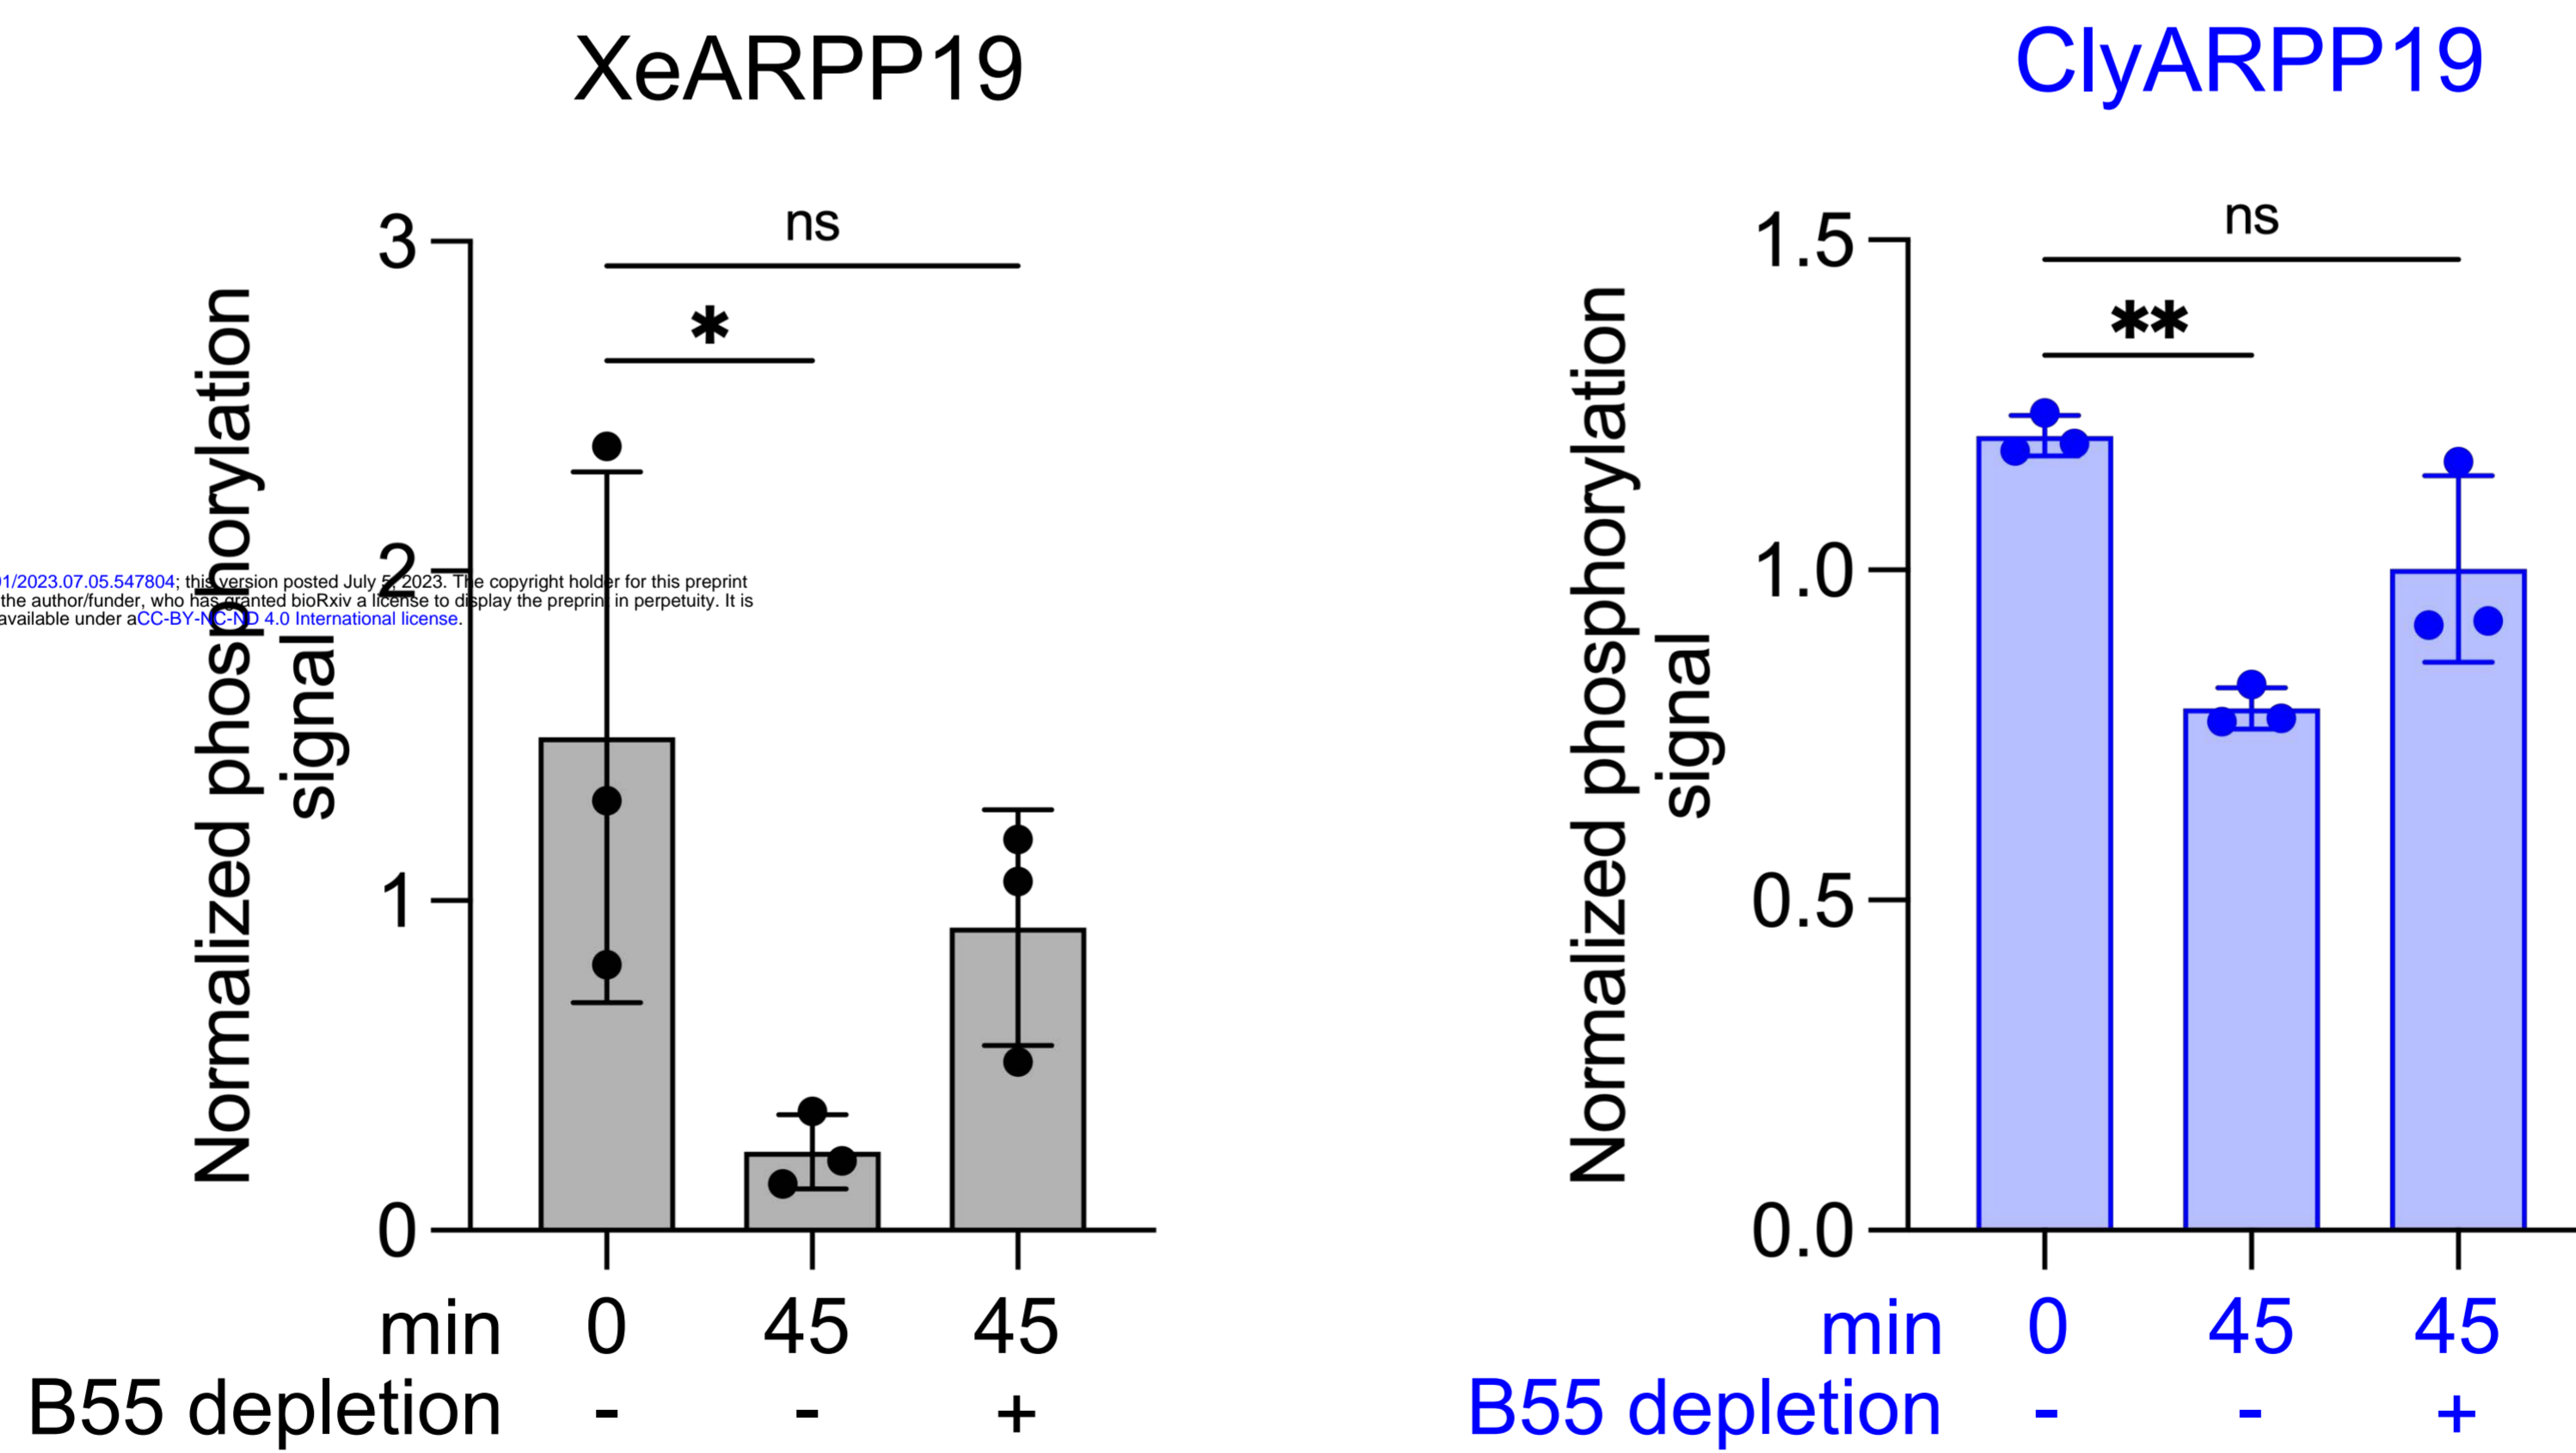 XeARPP19
ClyARPP19
Normalized phosphorylation
signal
3
2
1
0
ns
*
1/2023.07.05.547804; this version posted July 5, 2023. The copyright holder for this preprint
the author/funder, who has granted bioRxiv a license to display the preprint in perpetuity. It is
available under aCC-BY-NC-ND 4.0 International license.
min 0 45 45
B55 depletion - - +
Normalized phosphorylation
signal
1.5
1.0
0.5
0.0
ns
**
min 0 45 45
B55 depletion - - +